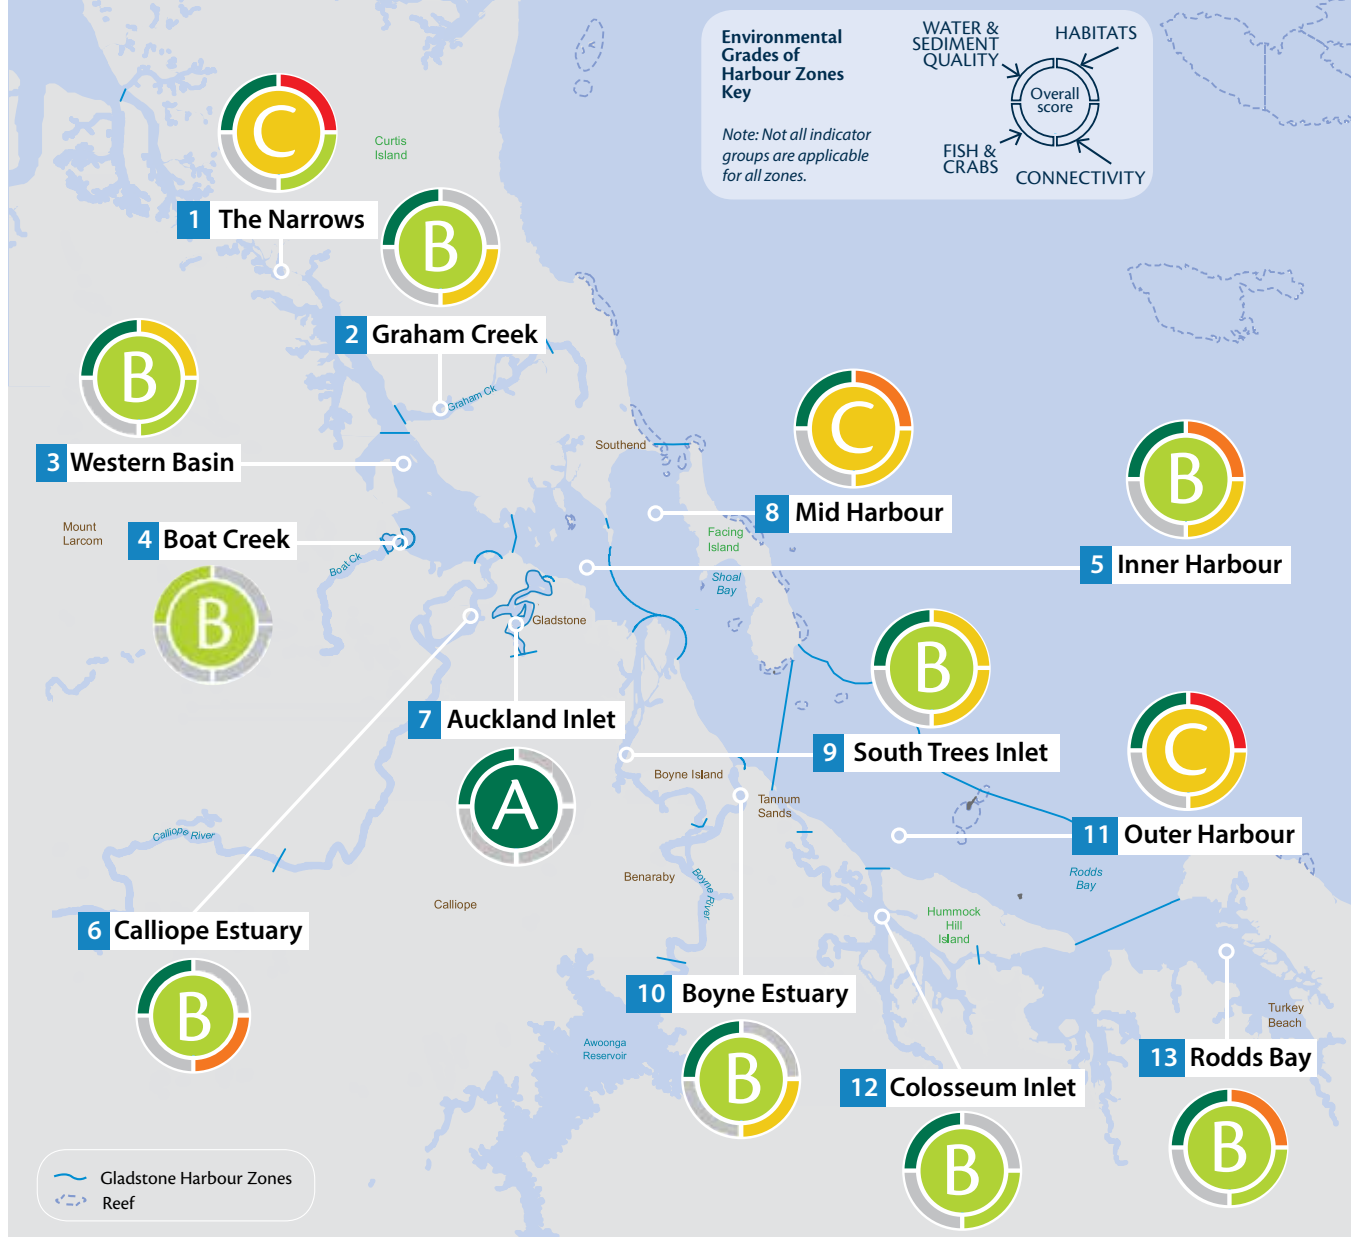 Environmental
Grades of
Harbour Zones
Key
Note: Not all indicator
groups are applicable
for all zones.
WATER &
SEDIMENT
QUALITY
HABITATS
Overall
score
FISH &
CRABS
CONNECTIVITY
C
Curtis
Island
1 The Narrows
B
2 Graham Creek
Graham Ck
B
3 Western Basin
C
Southend
8 Mid Harbour
B
5 Inner Harbour
Mount
Larcom
4 Boat Creek
Boat Ck
B
Facing
Island
Shoal
Bay
Gladstone
B
7 Auckland Inlet
A
9 South Trees Inlet
C
Boyne Island
Tannum
Sands
11 Outer Harbour
Calliope River
Rodds
Bay
Benaraby
Boyne
River
Calliope
Hummock
Hill
Island
6 Calliope Estuary
B
10 Boyne Estuary
B
Awoonga
Reservoir
Turkey
Beach
13 Rodds Bay
B
12 Colosseum Inlet
B
Gladstone Harbour Zones
Reef